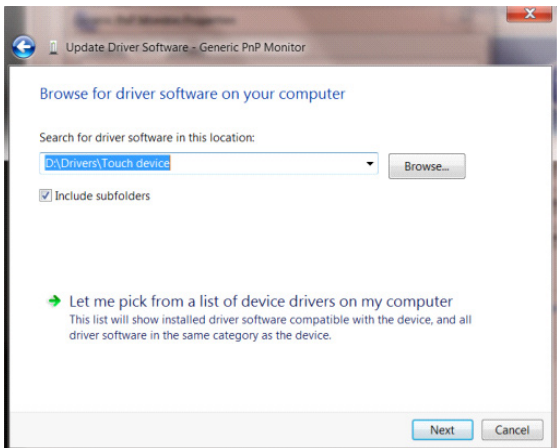 Update Driver Software - Generic PnP Monitor
Browse for driver software on your computer
Search for driver software in this location:
D:\Drivers\Touch device
Browse...
Include subfolders
Let me pick from a list of device drivers on my computer
This list will show installed driver software compatible with the device, and all
driver software in the same category as the device.
Next
Cancel